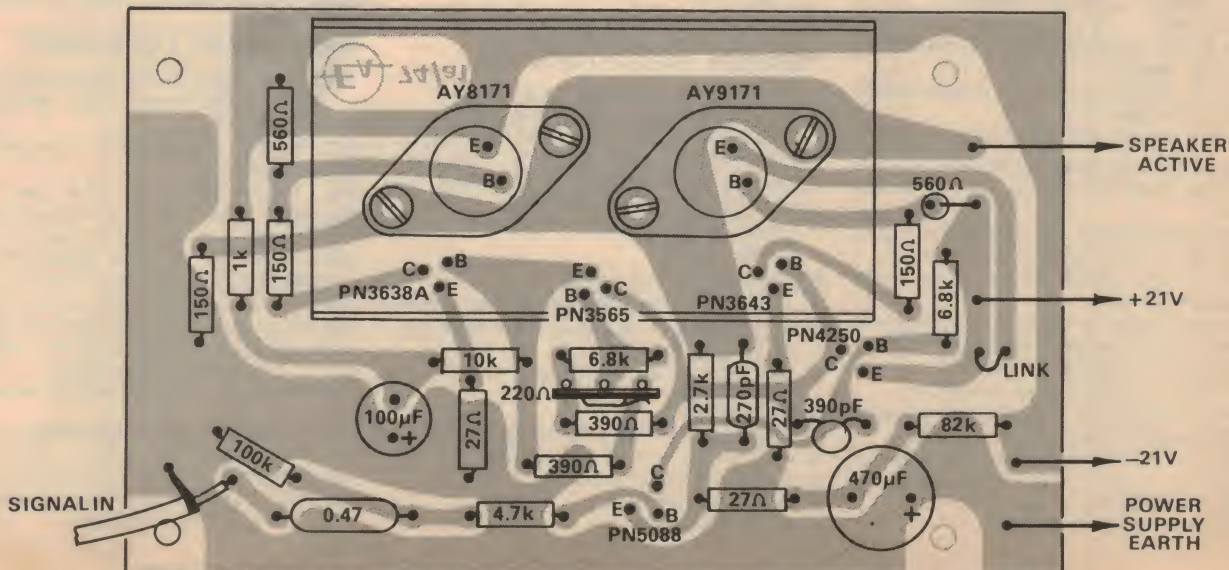 EA 74/a1
AY8171
AY9171
560Ω
E
B
E
B
SPEAKER
ACTIVE
560Ω
150Ω
1k
150Ω
C
B
E
PN3638A
E
B
C
PN3565
C
B
E
PN3643
150Ω
6.8k
+21V
PN4250
C
B
E
LINK
10k
6.8k
220Ω
100µF
+
27Ω
390Ω
2.7k
270pF
27Ω
390pF
82k
100k
390Ω
C
470µF
+
−21V
SIGNAL IN
0.47
4.7k
E
B
PN5088
27Ω
POWER
SUPPLY
EARTH